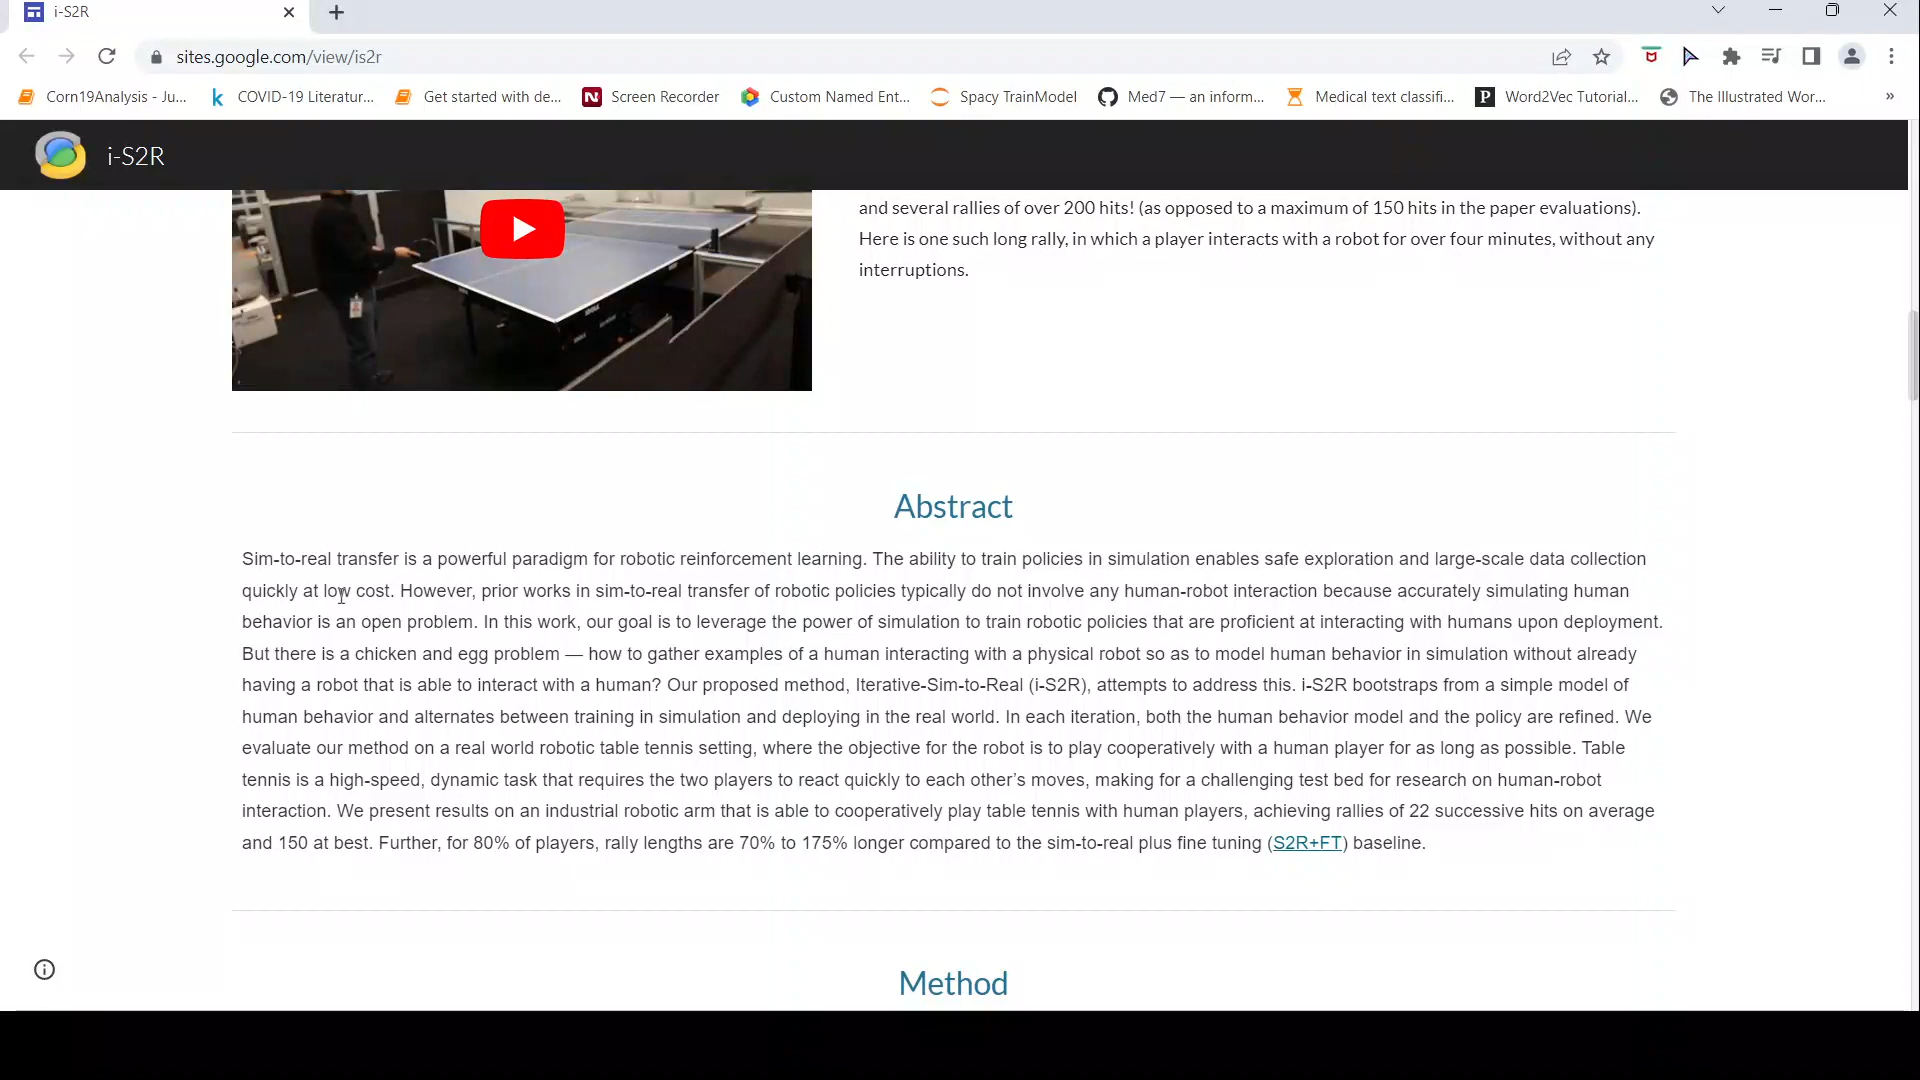 i-S2R
sites.google.com/view/is2r
Corn19Analysis - Ju...
COVID-19 Literatur...
Get started with de...
Screen Recorder
Custom Named Ent...
Spacy TrainModel
Med7 — an inform...
Medical text classifi...
Word2Vec Tutorial...
The Illustrated Wor...
»
i-S2R
and several rallies of over 200 hits! (as opposed to a maximum of 150 hits in the paper evaluations).
Here is one such long rally, in which a player interacts with a robot for over four minutes, without any
interruptions.
Abstract
Sim-to-real transfer is a powerful paradigm for robotic reinforcement learning. The ability to train policies in simulation enables safe exploration and large-scale data collection
quickly at low cost. However, prior works in sim-to-real transfer of robotic policies typically do not involve any human-robot interaction because accurately simulating human
behavior is an open problem. In this work, our goal is to leverage the power of simulation to train robotic policies that are proficient at interacting with humans upon deployment.
But there is a chicken and egg problem — how to gather examples of a human interacting with a physical robot so as to model human behavior in simulation without already
having a robot that is able to interact with a human? Our proposed method, Iterative-Sim-to-Real (i-S2R), attempts to address this. i-S2R bootstraps from a simple model of
human behavior and alternates between training in simulation and deploying in the real world. In each iteration, both the human behavior model and the policy are refined. We
evaluate our method on a real world robotic table tennis setting, where the objective for the robot is to play cooperatively with a human player for as long as possible. Table
tennis is a high-speed, dynamic task that requires the two players to react quickly to each other’s moves, making for a challenging test bed for research on human-robot
interaction. We present results on an industrial robotic arm that is able to cooperatively play table tennis with human players, achieving rallies of 22 successive hits on average
and 150 at best. Further, for 80% of players, rally lengths are 70% to 175% longer compared to the sim-to-real plus fine tuning (S2R+FT) baseline.
Method